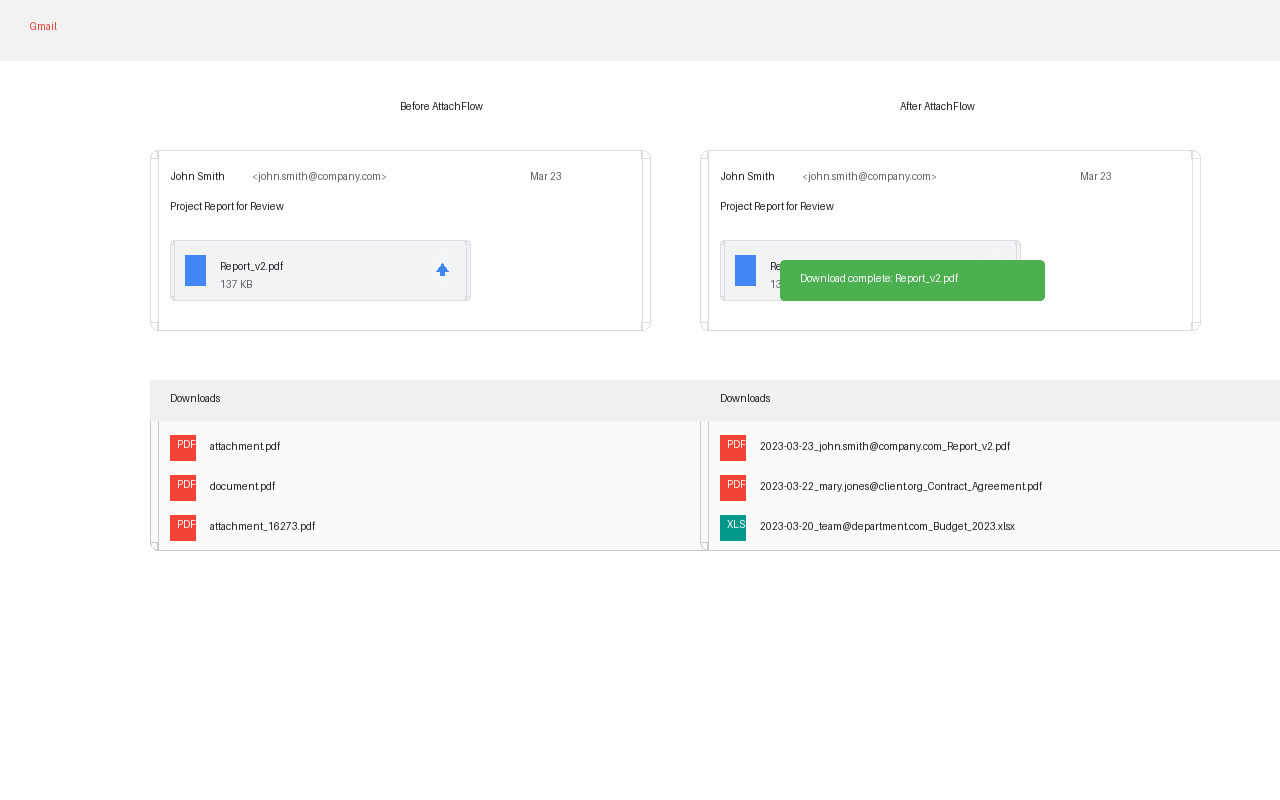 Gmail
Before AttachFlow
After AttachFlow
John Smith <john.smith@company.com> Mar 23
Project Report for Review
Report_v2.pdf
137 KB
John Smith <john.smith@company.com> Mar 23
Project Report for Review
Re
13
Download complete: Report_v2.pdf
Downloads
PDF attachment.pdf
PDF document.pdf
PDF attachment_16273.pdf
Downloads
PDF 2023-03-23_john.smith@company.com_Report_v2.pdf
PDF 2023-03-22_mary.jones@client.org_Contract_Agreement.pdf
XLS 2023-03-20_team@department.com_Budget_2023.xlsx